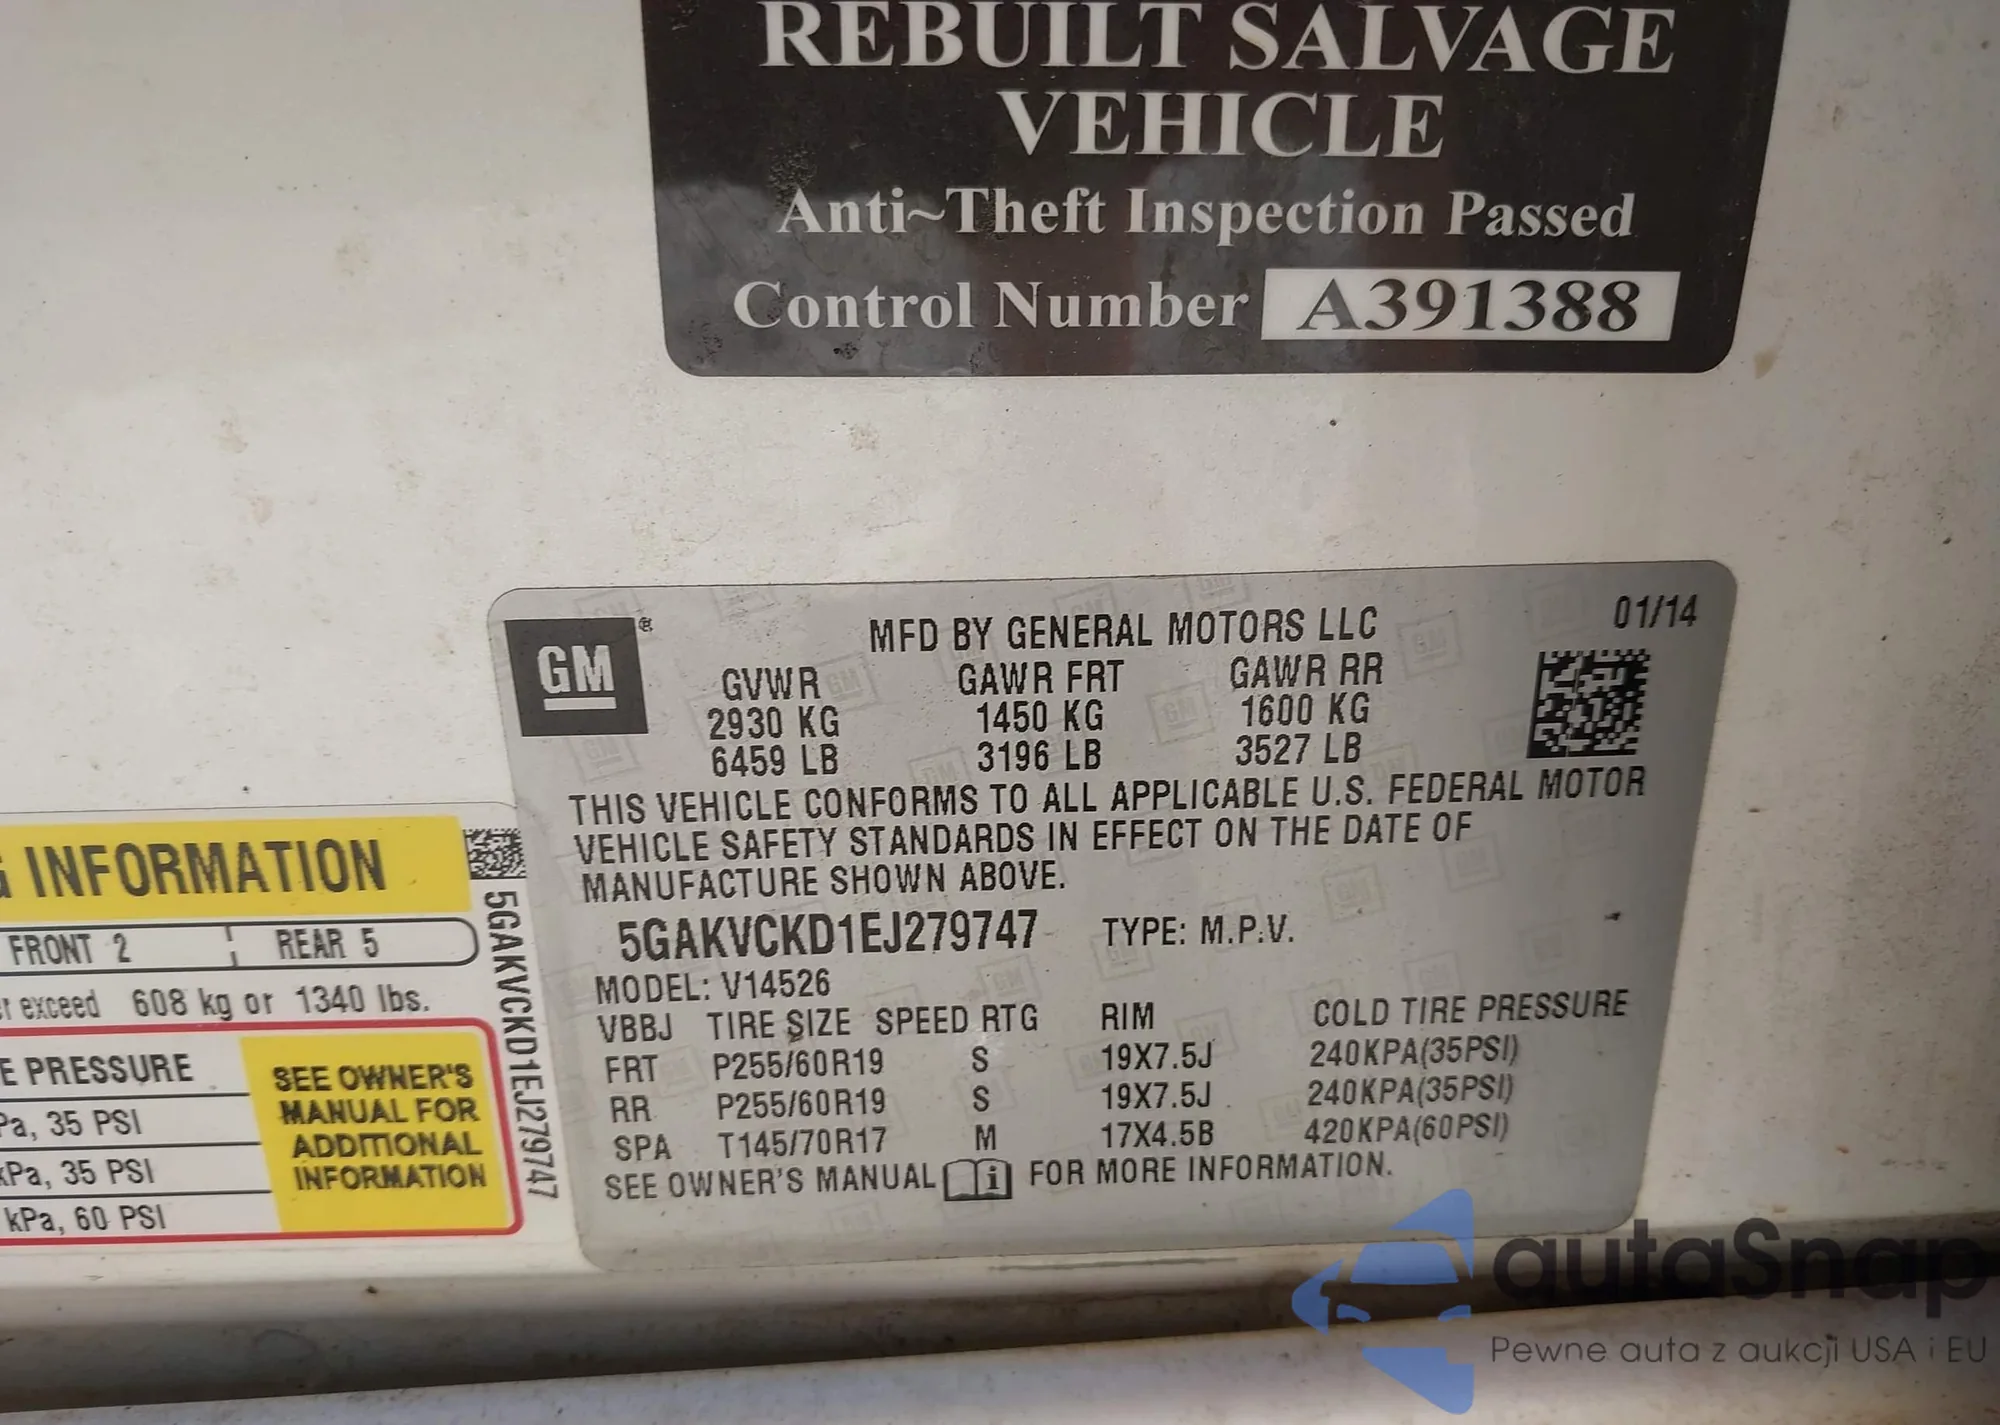 REBUILT SALVAGE
VEHICLE
Anti~Theft Inspection Passed
Control Number A391388
GM ®
MFD BY GENERAL MOTORS LLC 01/14
GVWR GAWR FRT GAWR RR
2930 KG 1450 KG 1600 KG
6459 LB 3196 LB 3527 LB
THIS VEHICLE CONFORMS TO ALL APPLICABLE U.S. FEDERAL MOTOR
VEHICLE SAFETY STANDARDS IN EFFECT ON THE DATE OF
MANUFACTURE SHOWN ABOVE.
5GAKVCKD1EJ279747 TYPE: M.P.V.
MODEL: V14526
VBBJ TIRE SIZE SPEED RTG RIM COLD TIRE PRESSURE
FRT P255/60R19 S 19X7.5J 240KPA(35PSI)
RR P255/60R19 S 19X7.5J 240KPA(35PSI)
SPA T145/70R17 M 17X4.5B 420KPA(60PSI)
SEE OWNER'S MANUAL i FOR MORE INFORMATION.
G INFORMATION
FRONT 2 REAR 5
exceed 608 kg or 1340 lbs.
E PRESSURE
Pa, 35 PSI
kPa, 35 PSI
kPa, 60 PSI
SEE OWNER'S
MANUAL FOR
ADDITIONAL
INFORMATION
5GAKVCKD1EJ279747
autaSnap
Pewne auta z aukcji USA i EU